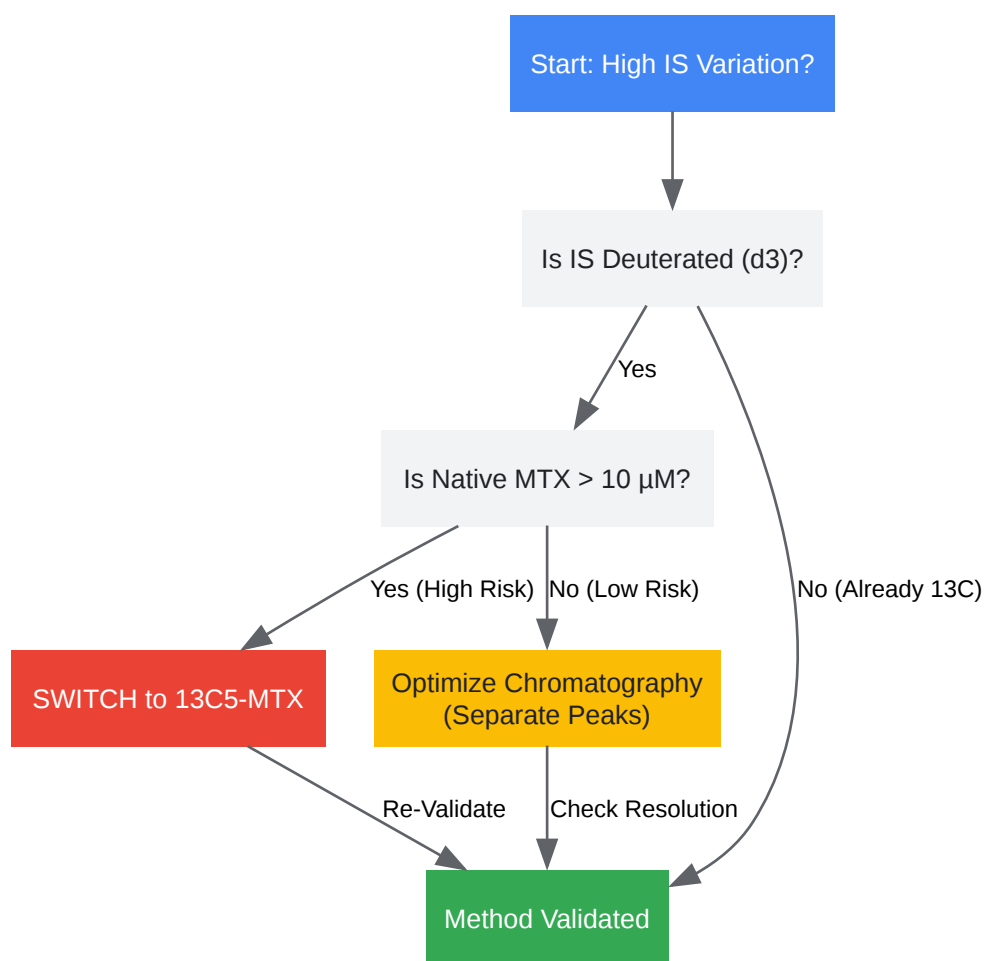 Start: High IS Variation?
Is IS Deuterated (d3)?
Yes
Is Native MTX > 10 µM?
Yes (High Risk)
No (Low Risk)
No (Already 13C)
SWITCH to 13C5-MTX
Optimize Chromatography
(Separate Peaks)
Re-Validate
Check Resolution
Method Validated